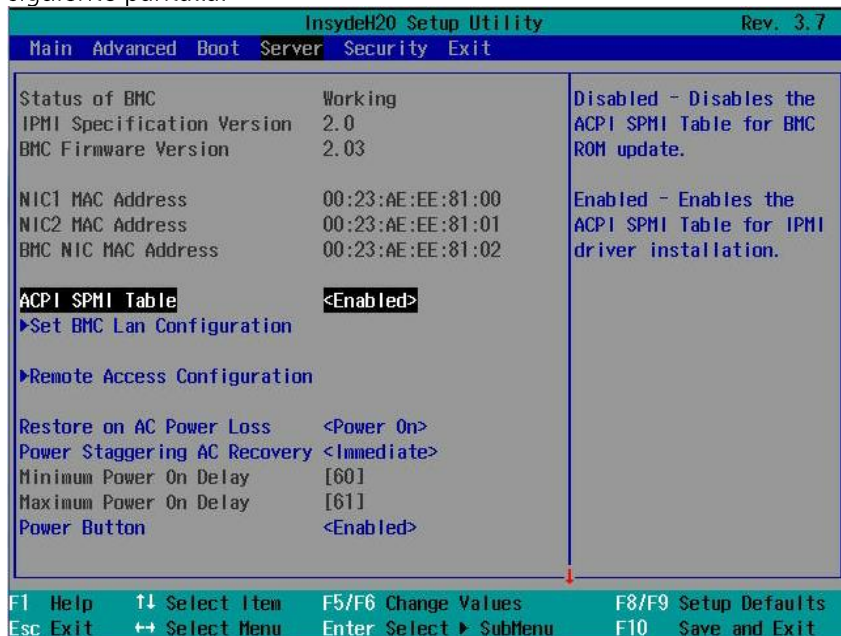 InsydeH20 Setup Utility Rev. 3.7
Main Advanced Boot Server Security Exit
Status of BMC Working
IPMI Specification Version 2.0
BMC Firmware Version 2.03
NIC1 MAC Address 00:23:AE:EE:81:00
NIC2 MAC Address 00:23:AE:EE:81:01
BMC NIC MAC Address 00:23:AE:EE:81:02
ACPI SPMI Table <Enabled>
▶Set BMC Lan Configuration
▶Remote Access Configuration
Restore on AC Power Loss <Power On>
Power Staggering AC Recovery <Immediate>
Minimum Power On Delay [60]
Maximum Power On Delay [61]
Power Button <Enabled>
Disabled - Disables the
ACPI SPMI Table for BMC
ROM update.
Enabled - Enables the
ACPI SPMI Table for IPMI
driver installation.
F1 Help ↑↓ Select Item F5/F6 Change Values F8/F9 Setup Defaults
Esc Exit ↔ Select Menu Enter Select ▶ SubMenu F10 Save and Exit